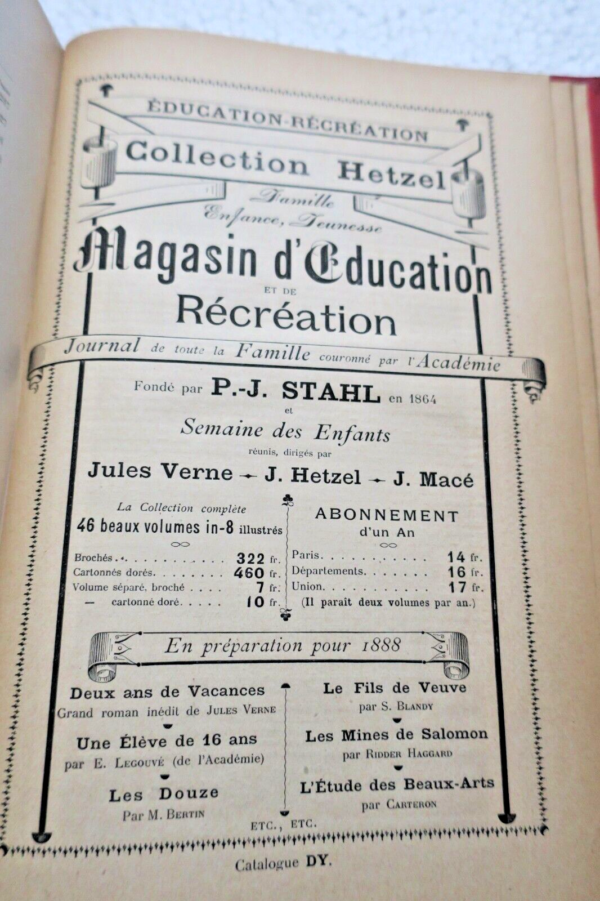 ÉDUCATION-RÉCRÉATION
Collection Hetzel
Famille
Enfance, Jeunesse
Magasin d'Education
ET DE
Récréation
Journal de toute la Famille couronné par l'Académie
Fondé par P.-J. STAHL en 1864
et
Semaine des Enfants
réunis, dirigés par
Jules Verne J. Hetzel J. Macé
La Collection complète
46 beaux volumes in-8 illustrés
Brochés. . . . . . . . . . . . 322 fr.
Cartonnés dorés. . . . . . . 460 fr.
Volume séparé, broché . . . . 7 fr.
— cartonné doré. . . . . 10 fr.
ABONNEMENT
d'un An
Paris. . . . . . . . . . . 14 fr.
Départements. . . . . . . 16 fr.
Union. . . . . . . . . . 17 fr.
(Il paraît deux volumes par an.)
En préparation pour 1888
Deux ans de Vacances
Grand roman inédit de JULES VERNE
Une Élève de 16 ans
par E. LEGOUVÉ (de l'Académie)
Les Douze
Par M. BERTIN
Le Fils de Veuve
par S. BLANDY
Les Mines de Salomon
par RIDDER HAGGARD
L'Étude des Beaux-Arts
par CARTERON
ETC., ETC.
Catalogue DY.